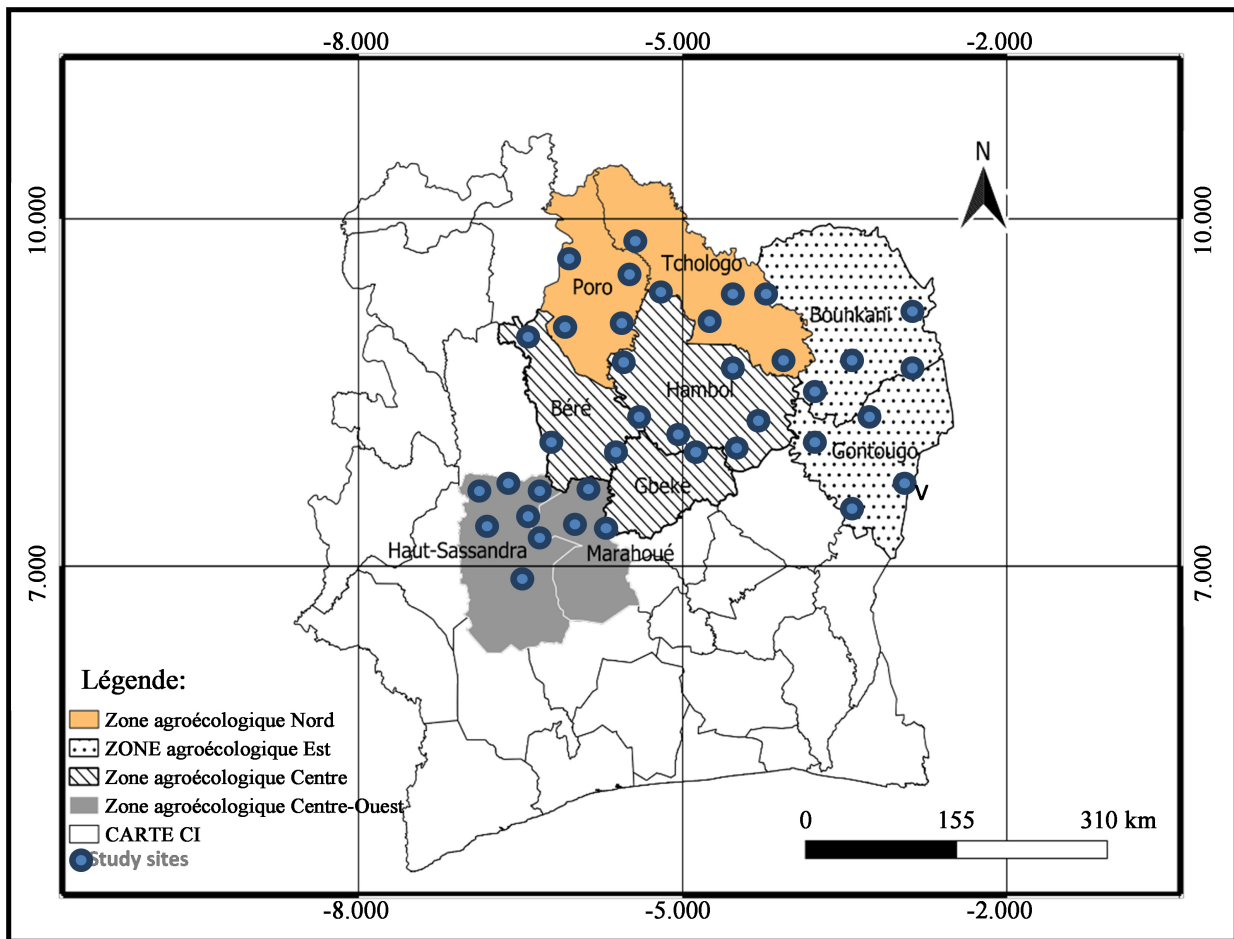 -8.000 -5.000 -2.000
N
10.000 10.000
Tchologo
Poro
Bouhkani
Hambol
Béré
Gontougo
Gbeke
V
Haut-Sassandra Marahoué
7.000 7.000
Légende:
Zone agroécologique Nord
ZONE agroécologique Est
Zone agroécologique Centre
Zone agroécologique Centre-Ouest
CARTE CI
Study sites
0 155 310 km
-8.000 -5.000 -2.000